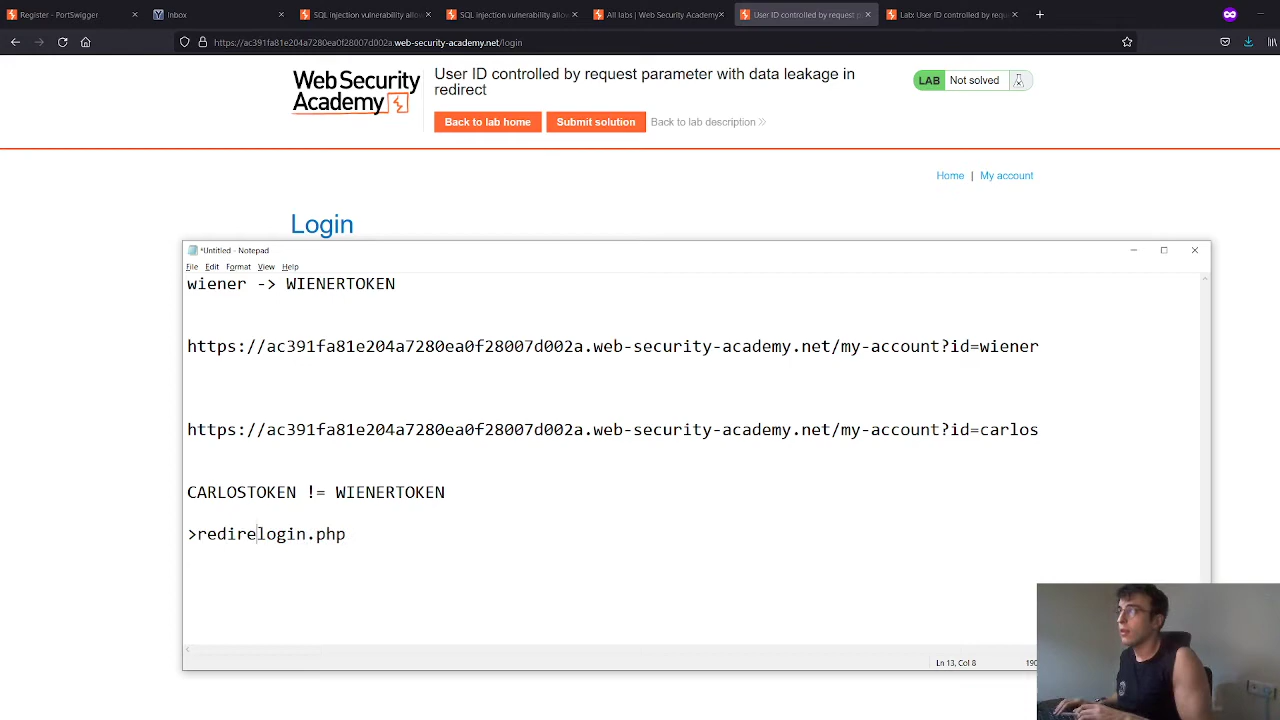 Register - PortSwigger
Inbox
SQL injection vulnerability allow
SQL injection vulnerability allow
All labs | Web Security Academy
User ID controlled by request p
Lab: User ID controlled by requ
https://ac391fa81e204a7280ea0f28007d002a.web-security-academy.net/login
Web Security
Academy
User ID controlled by request parameter with data leakage in
redirect
LAB Not solved
Back to lab home
Submit solution
Back to lab description
Home | My account
Login
*Untitled - Notepad
File Edit Format View Help
wiener -> WIENERTOKEN
https://ac391fa81e204a7280ea0f28007d002a.web-security-academy.net/my-account?id=wiener
https://ac391fa81e204a7280ea0f28007d002a.web-security-academy.net/my-account?id=carlos
CARLOSTOKEN != WIENERTOKEN
>redirelogin.php
Ln 13, Col 8
190